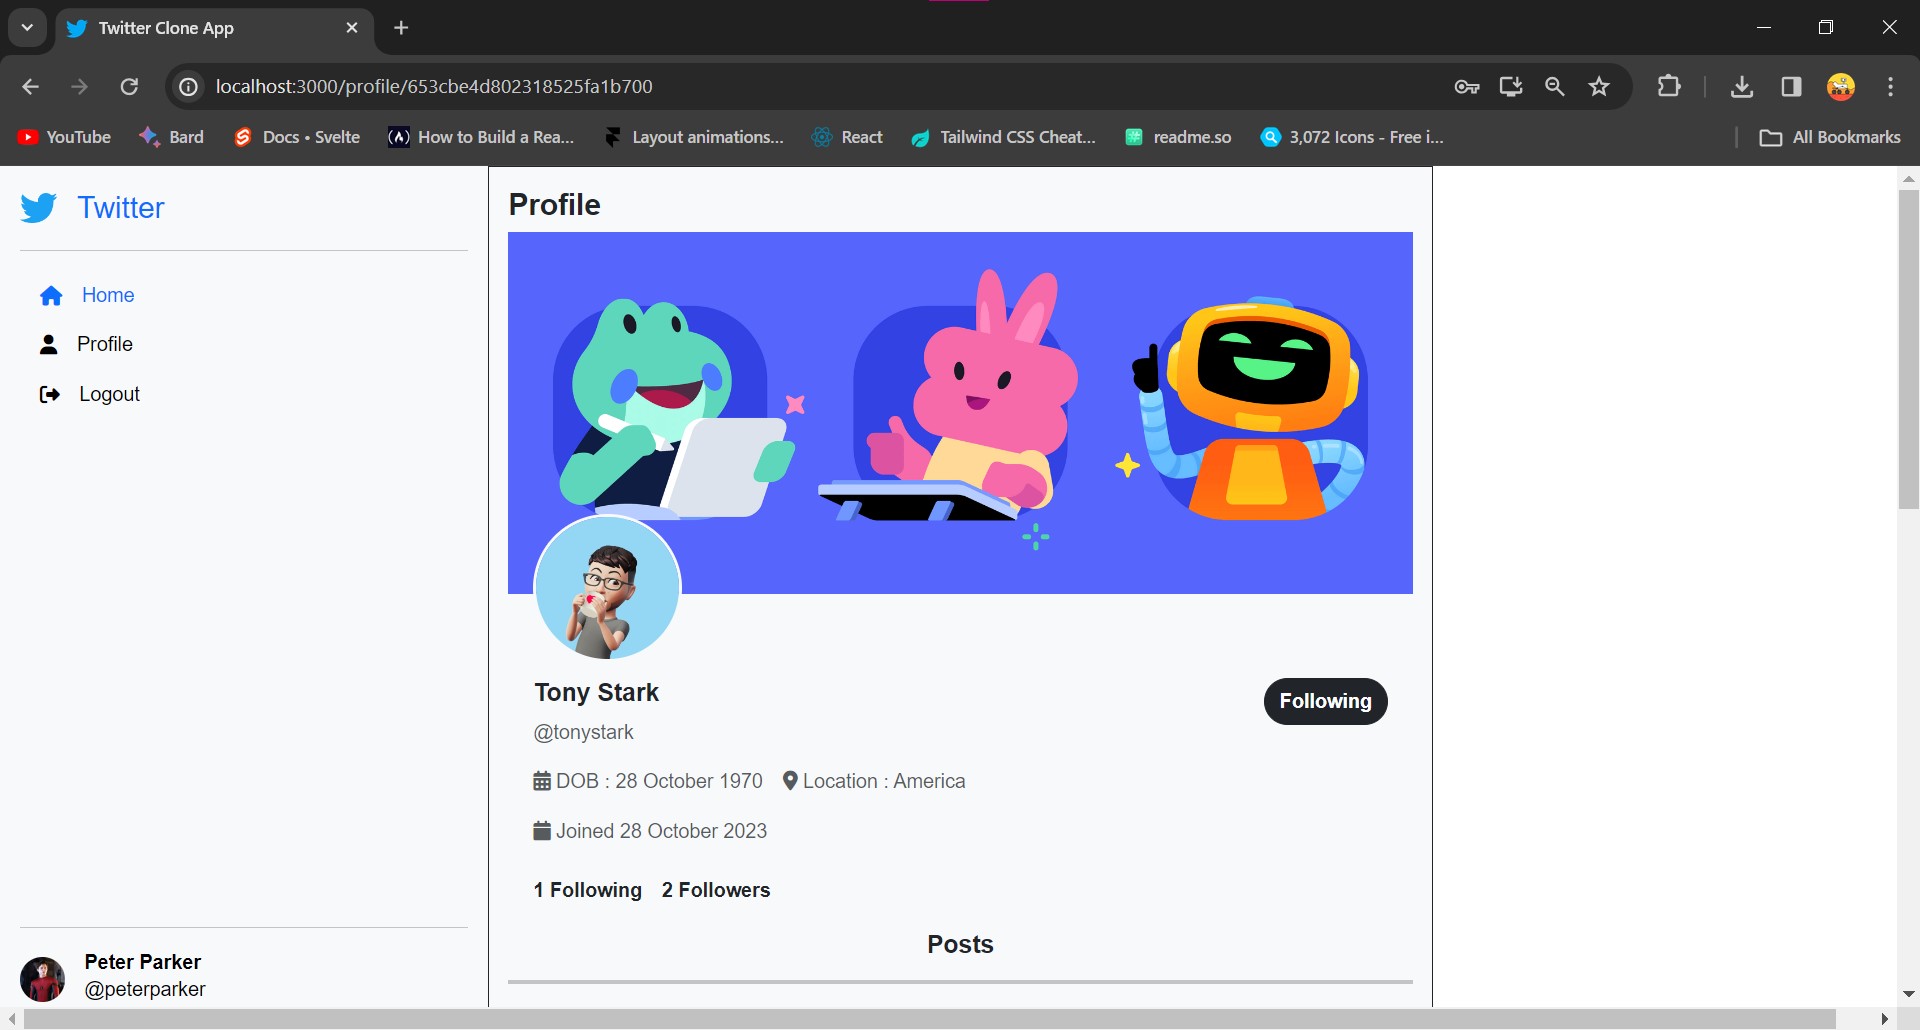 Twitter Clone App
localhost:3000/profile/653cbe4d802318525fa1b700
YouTube
Bard
Docs • Svelte
How to Build a Rea...
Layout animations...
React
Tailwind CSS Cheat...
readme.so
3,072 Icons - Free i...
All Bookmarks
Twitter
Home
Profile
Logout
Peter Parker
@peterparker
Profile
Tony Stark
Following
@tonystark
DOB : 28 October 1970 Location : America
Joined 28 October 2023
1 Following 2 Followers
Posts